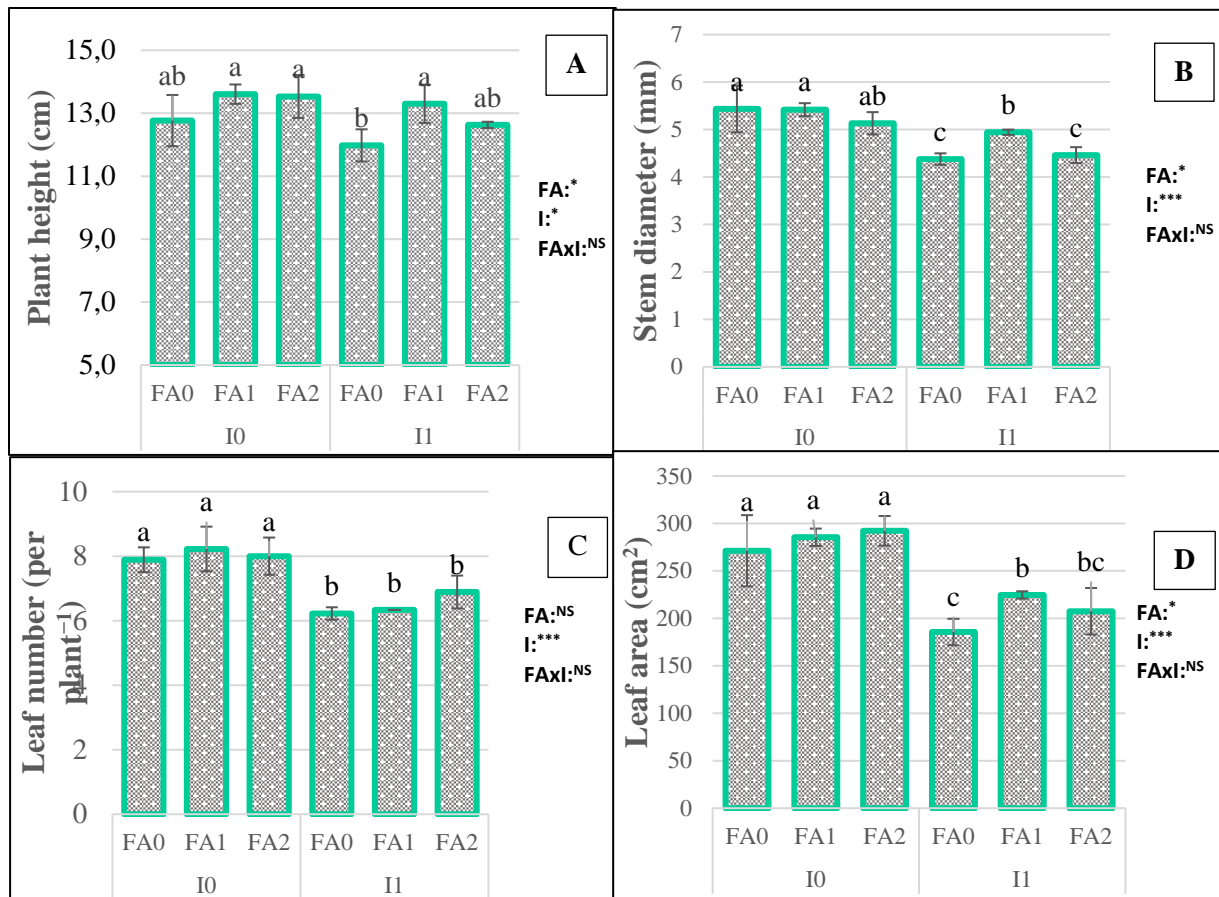 A
Plant height (cm)
15,0
13,0
11,0
9,0
7,0
5,0
ab
a
a
b
a
ab
FA0 FA1 FA2 FA0 FA1 FA2
I0 I1
FA:*
I:*
FAxI:NS
B
Stem diameter (mm)
7
6
5
4
3
2
1
0
a
a
ab
c
b
c
FA0 FA1 FA2 FA0 FA1 FA2
I0 I1
FA:*
I:***
FAxI:NS
C
Leaf number (per
plant⁻¹)
10
8
6
4
2
0
a
a
a
b
b
b
FA0 FA1 FA2 FA0 FA1 FA2
I0 I1
FA:NS
I:***
FAxI:NS
D
Leaf area (cm²)
350
300
250
200
150
100
50
0
a
a
a
c
b
bc
FA0 FA1 FA2 FA0 FA1 FA2
I0 I1
FA:*
I:***
FAxI:NS